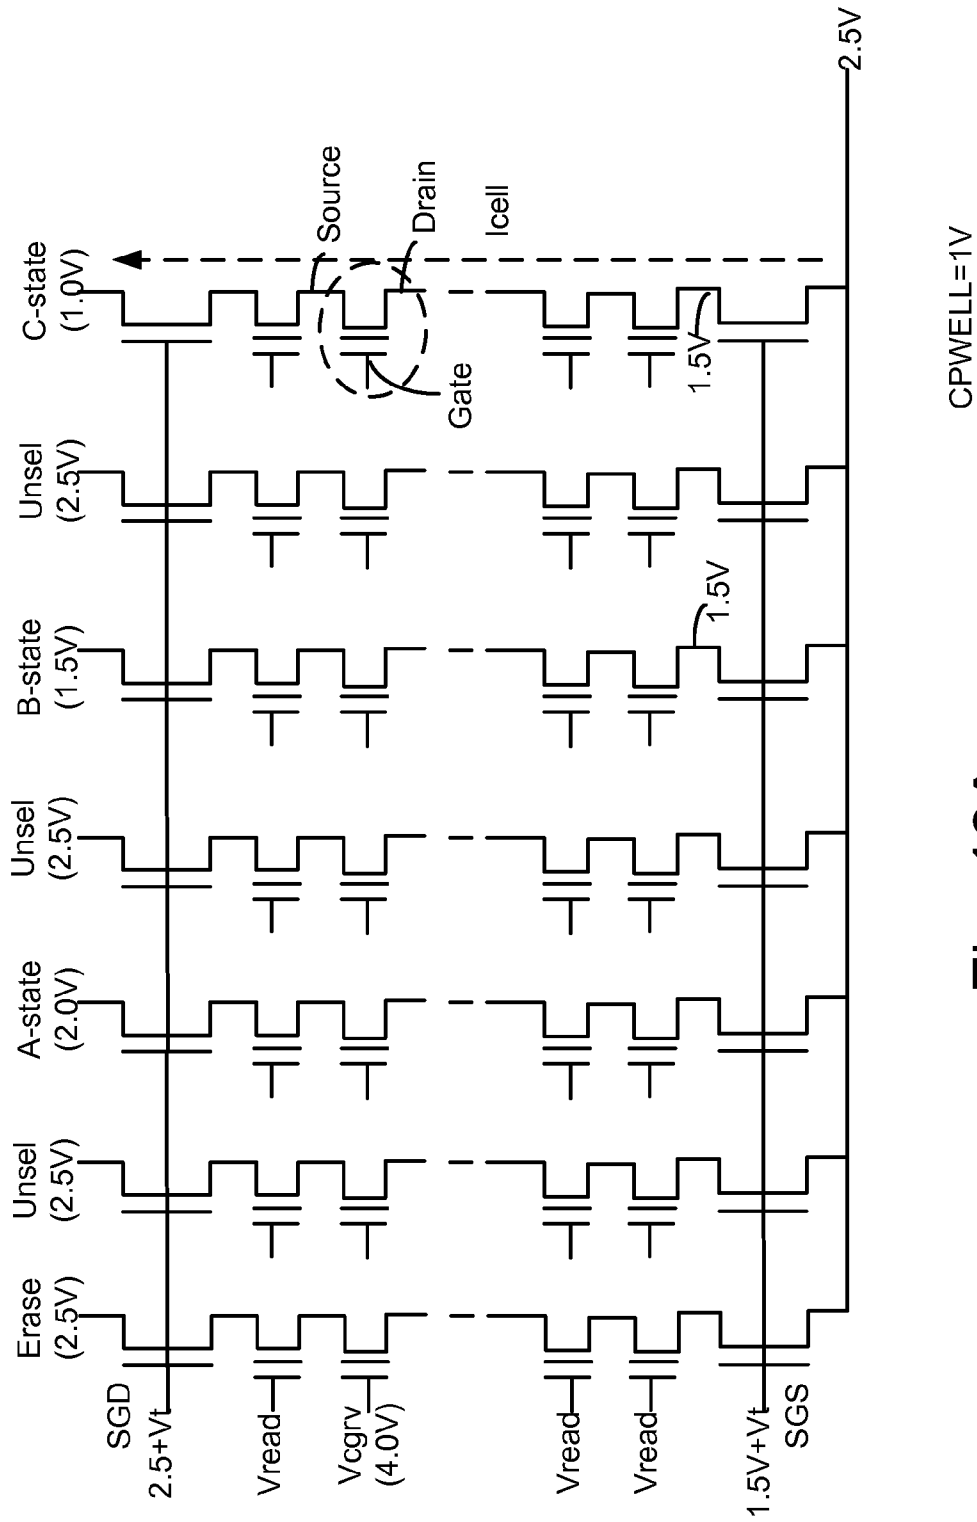 Erase
(2.5V)
Unsel
(2.5V)
A-state
(2.0V)
Unsel
(2.5V)
B-state
(1.5V)
Unsel
(2.5V)
C-state
(1.0V)
SGD
2.5+Vt
Vread
Vcgrv
(4.0V)
Source
Drain
Icell
Gate
Vread
Vread
1.5V
1.5V
1.5V+Vt
SGS
2.5V
CPWELL=1V